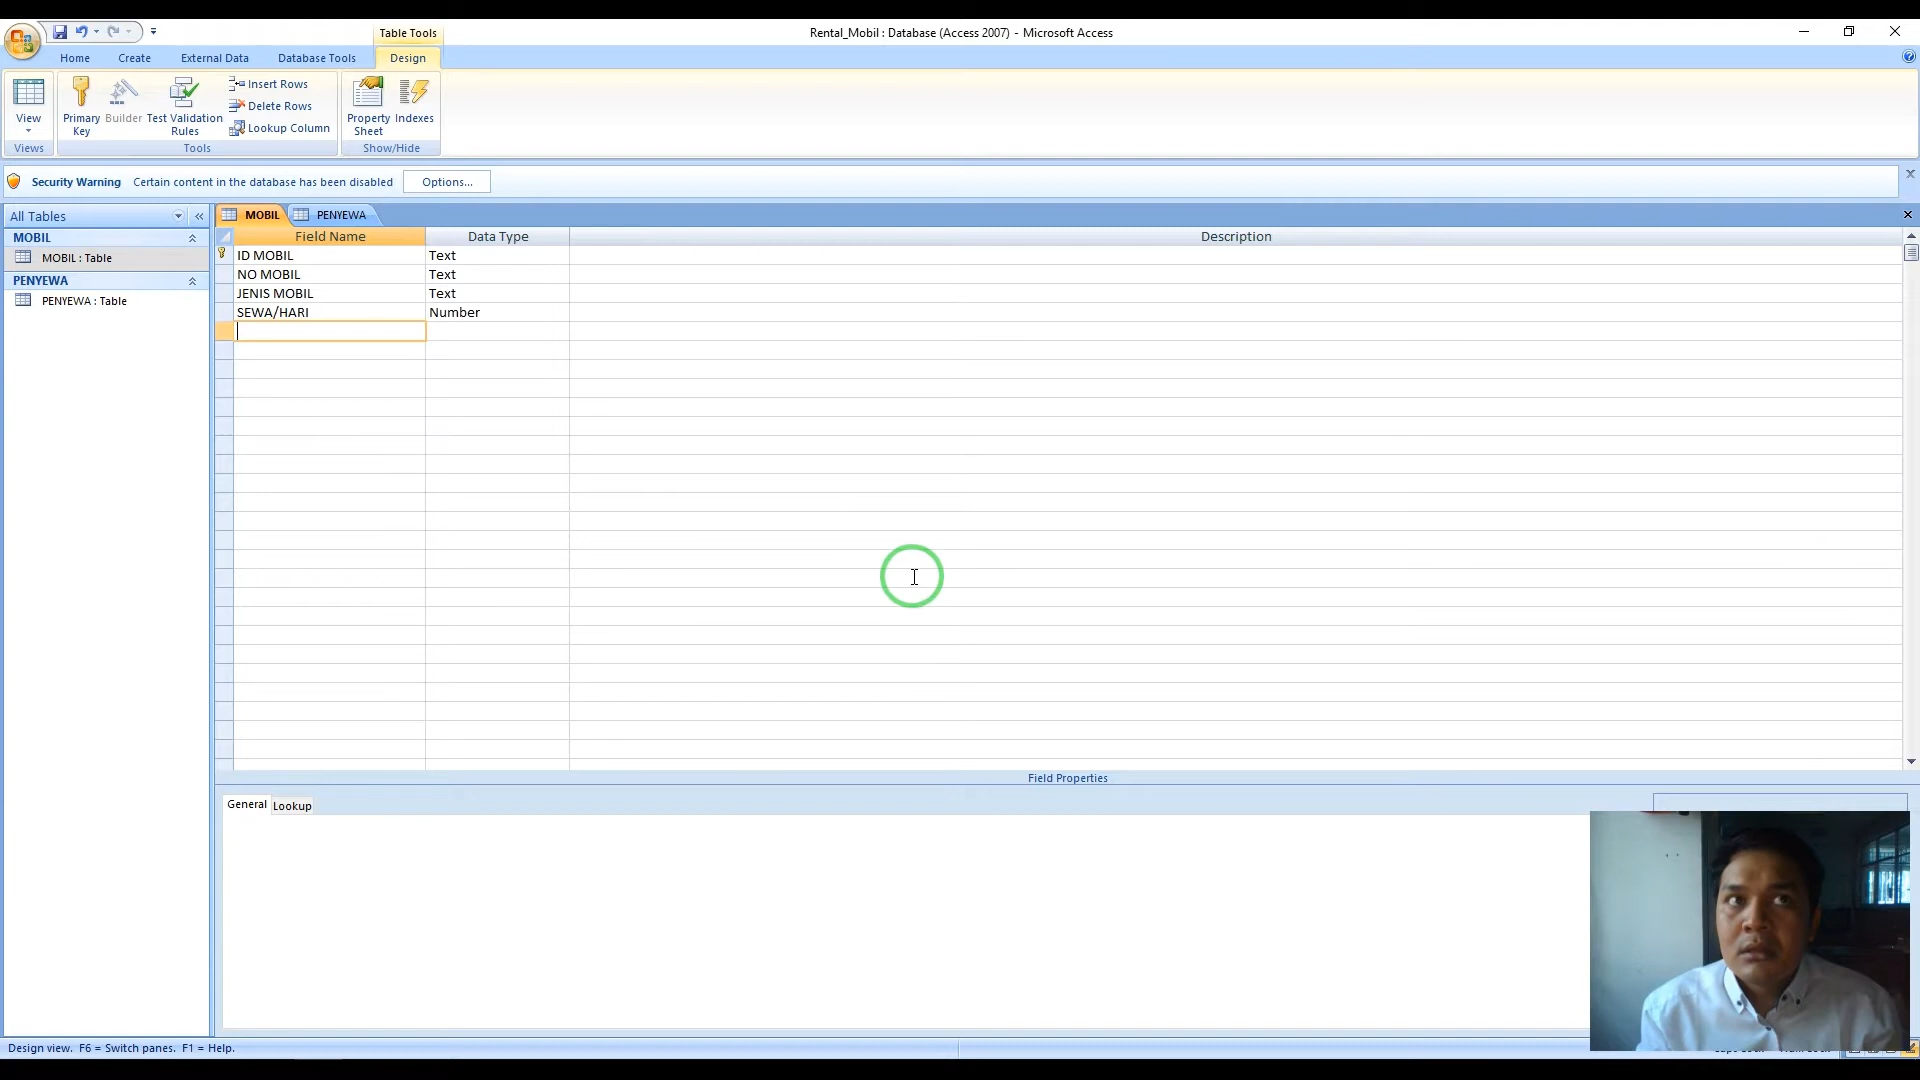 Table Tools
Rental_Mobil : Database (Access 2007) - Microsoft Access
Home Create External Data Database Tools Design
View
Primary Key
Builder
Test Validation Rules
Insert Rows
Delete Rows
Lookup Column
Property Sheet
Indexes
Views Tools Show/Hide
Security Warning Certain content in the database has been disabled Options...
All Tables
MOBIL
MOBIL : Table
PENYEWA
PENYEWA : Table
MOBIL PENYEWA
Field Name Data Type Description
ID MOBIL Text
NO MOBIL Text
JENIS MOBIL Text
SEWA/HARI Number
Field Properties
General Lookup
Design view. F6 = Switch panes. F1 = Help.